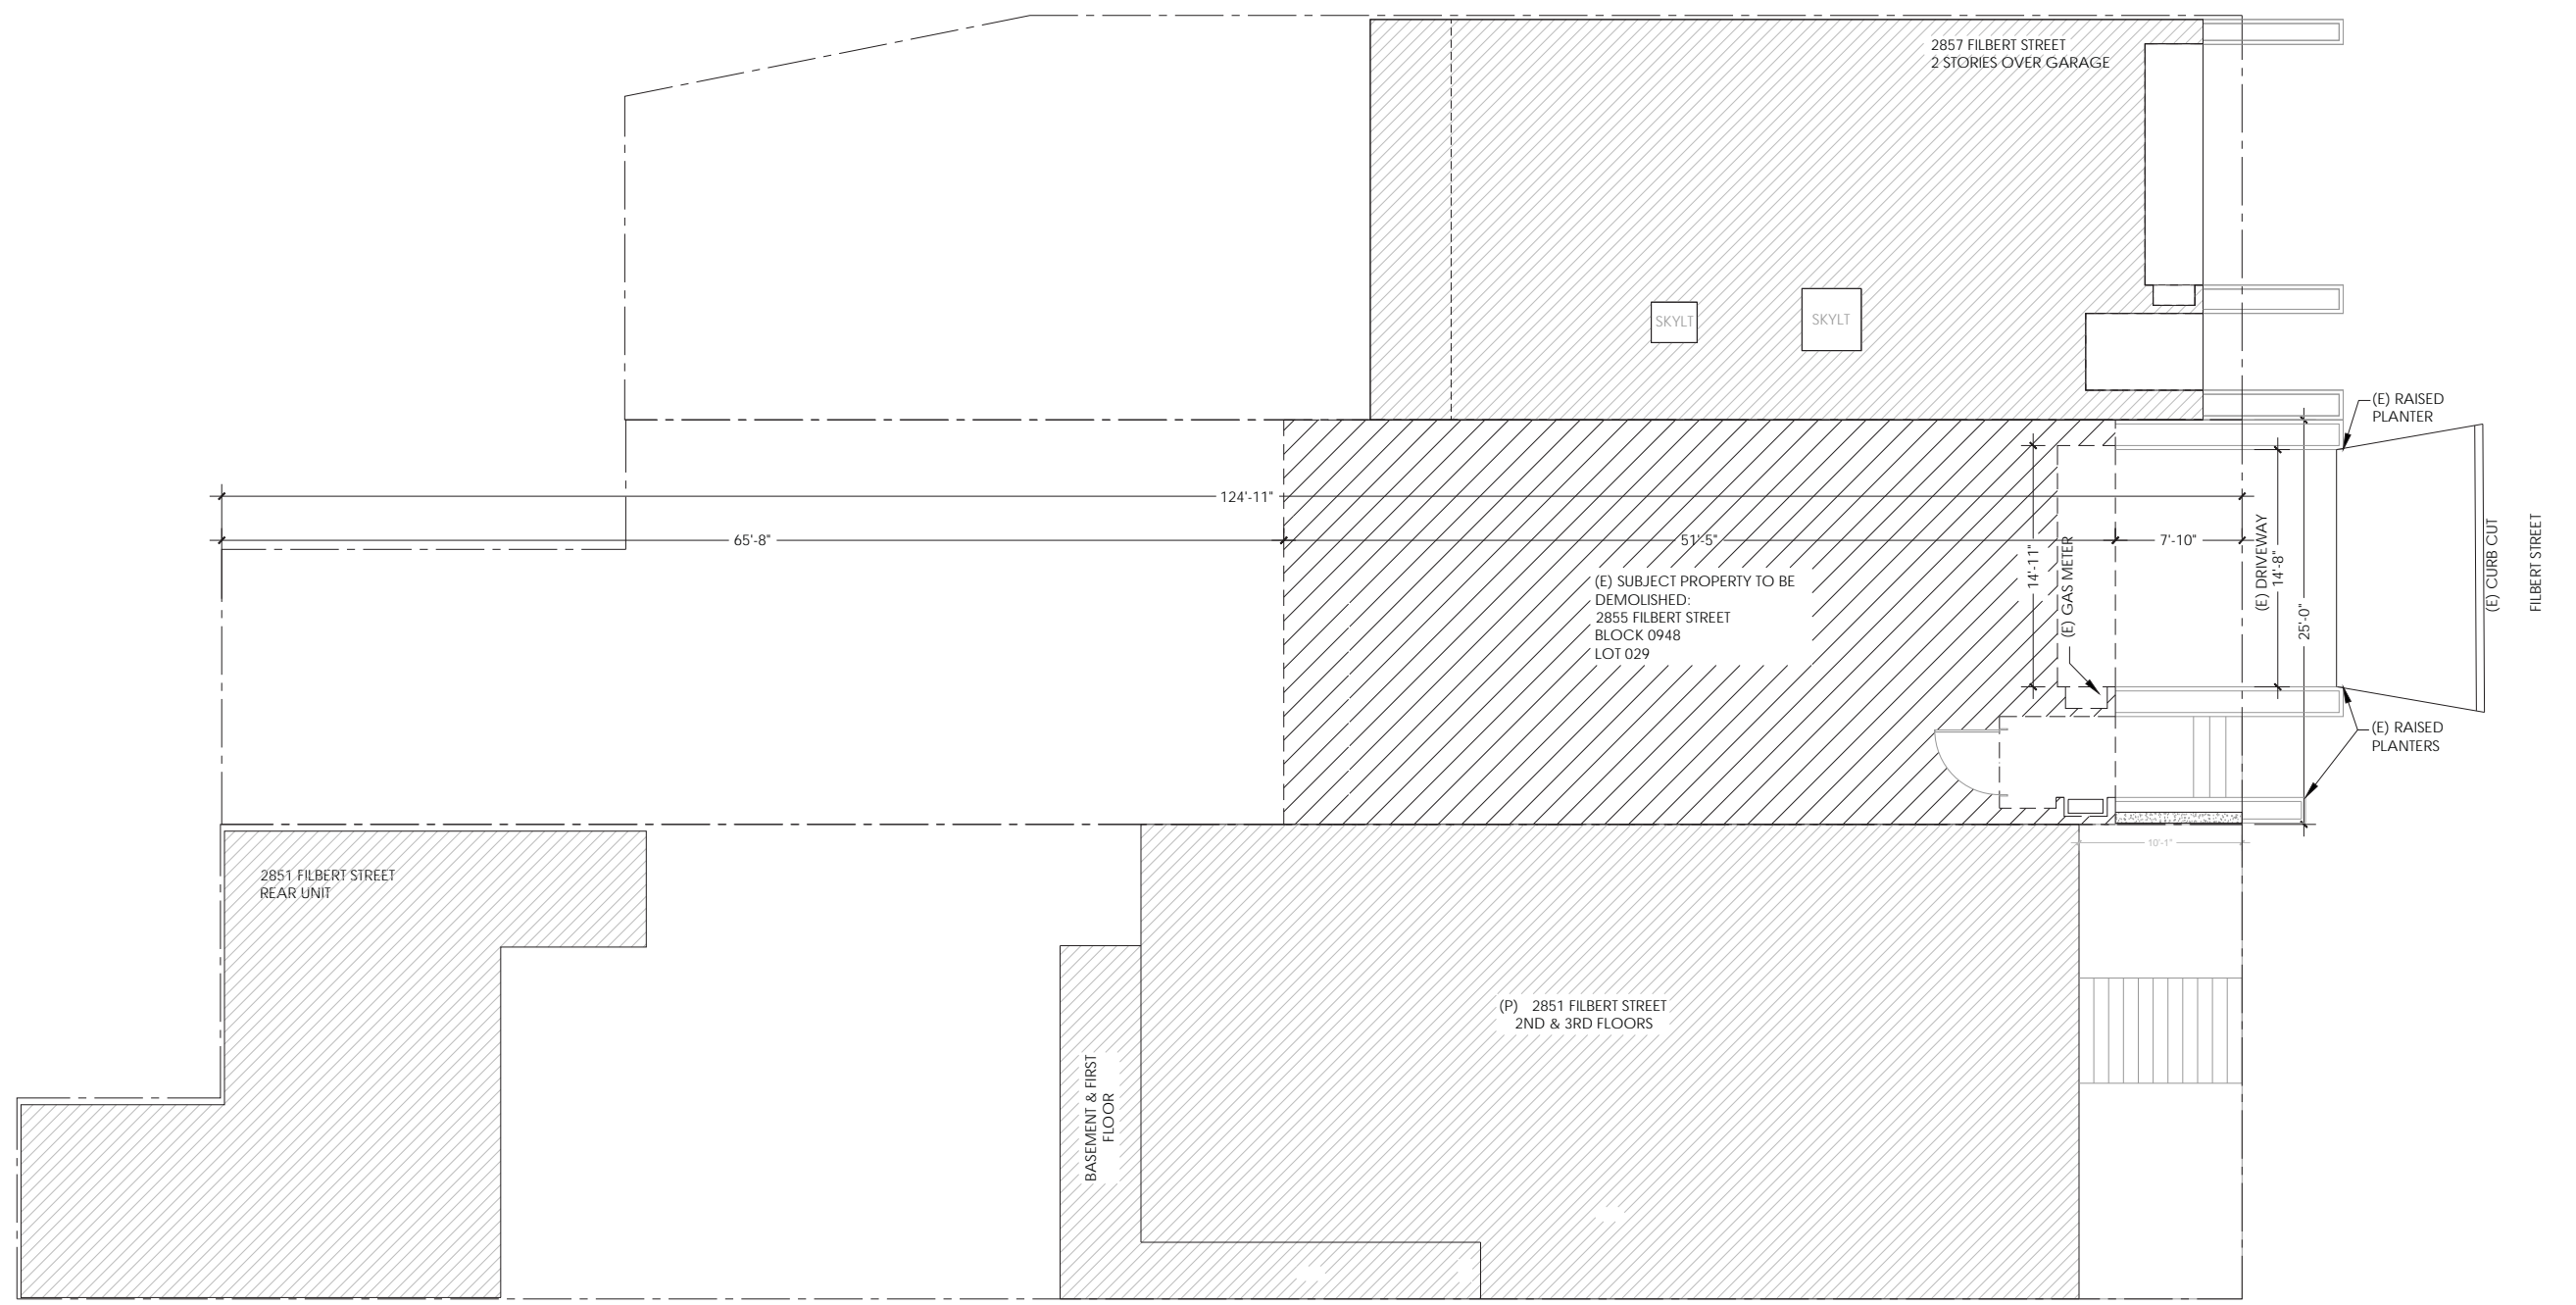 2857 FILBERT STREET
2 STORIES OVER GARAGE
SKYLT
SKYLT
(E) RAISED
PLANTER
124'-11"
65'-8"
51'-5"
7'-10"
14'-11"
(E) GAS METER
(E) DRIVEWAY
14'-8"
25'-0"
(E) CURB CUT
FILBERT STREET
(E) SUBJECT PROPERTY TO BE
DEMOLISHED:
2855 FILBERT STREET
BLOCK 0948
LOT 029
(E) RAISED
PLANTERS
10'-1"
2851 FILBERT STREET
REAR UNIT
(P) 2851 FILBERT STREET
2ND & 3RD FLOORS
BASEMENT & FIRST
FLOOR